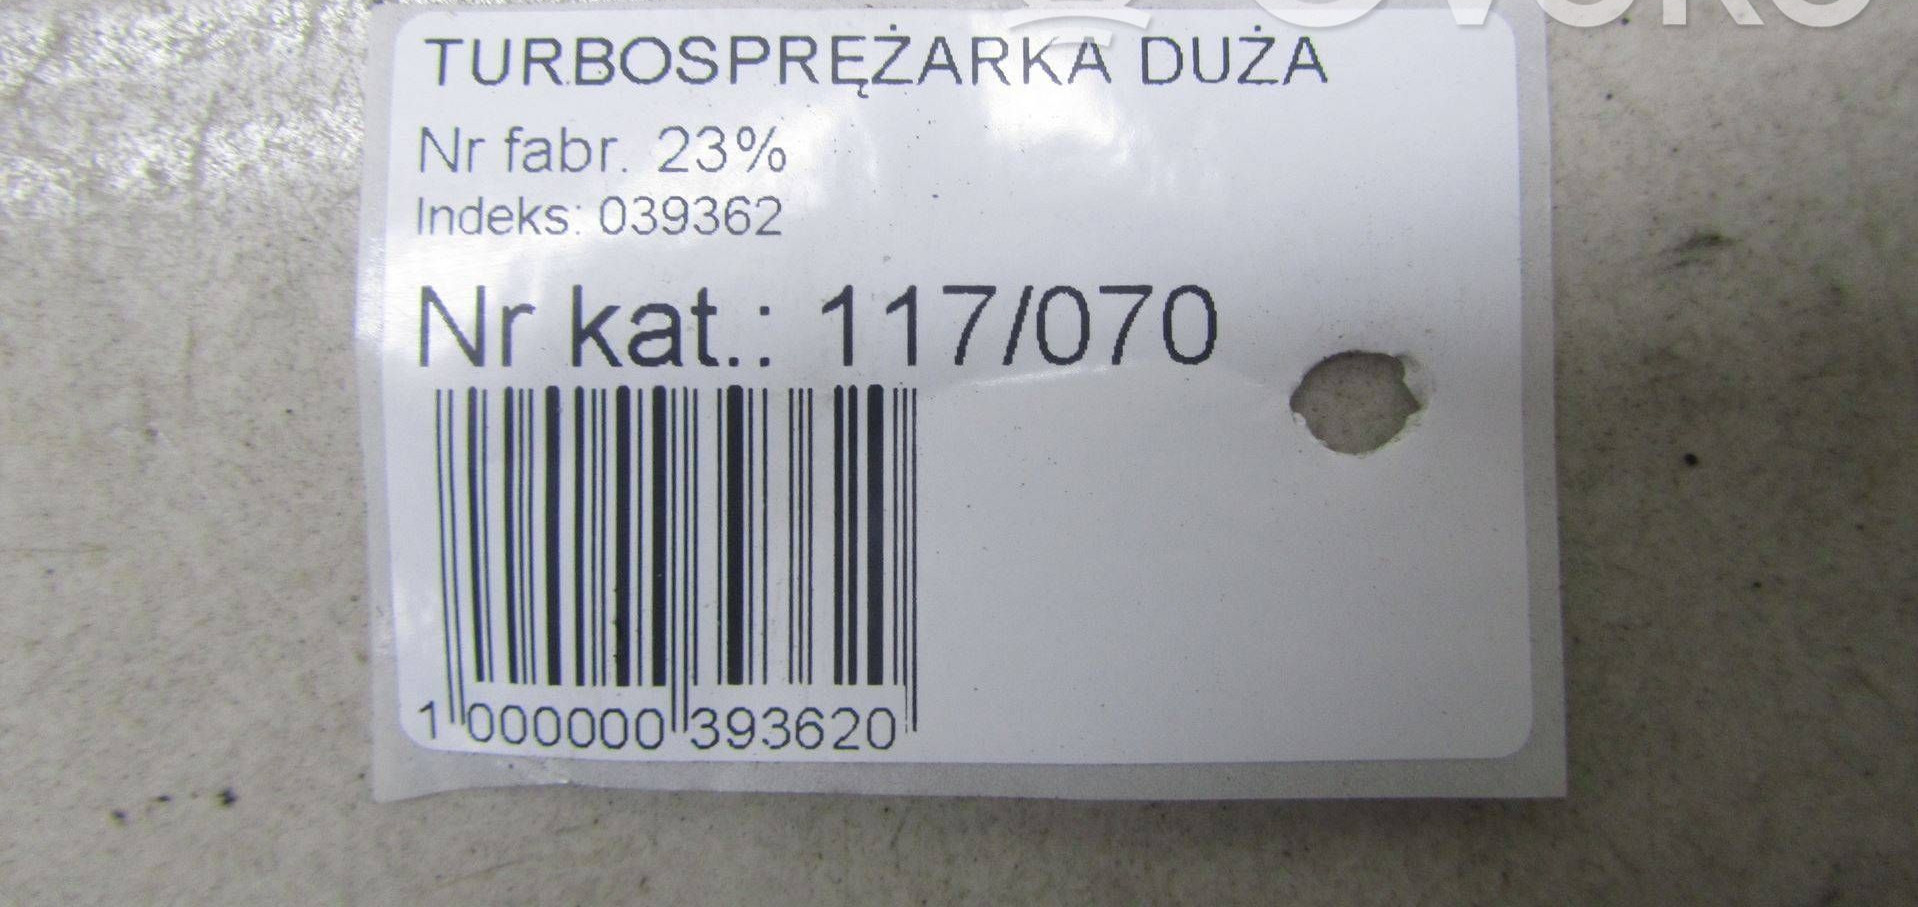 TURBOSPRĘŻARKA DUŻA
Nr fabr. 23%
Indeks: 039362
Nr kat.: 117/070
1 000000 393620